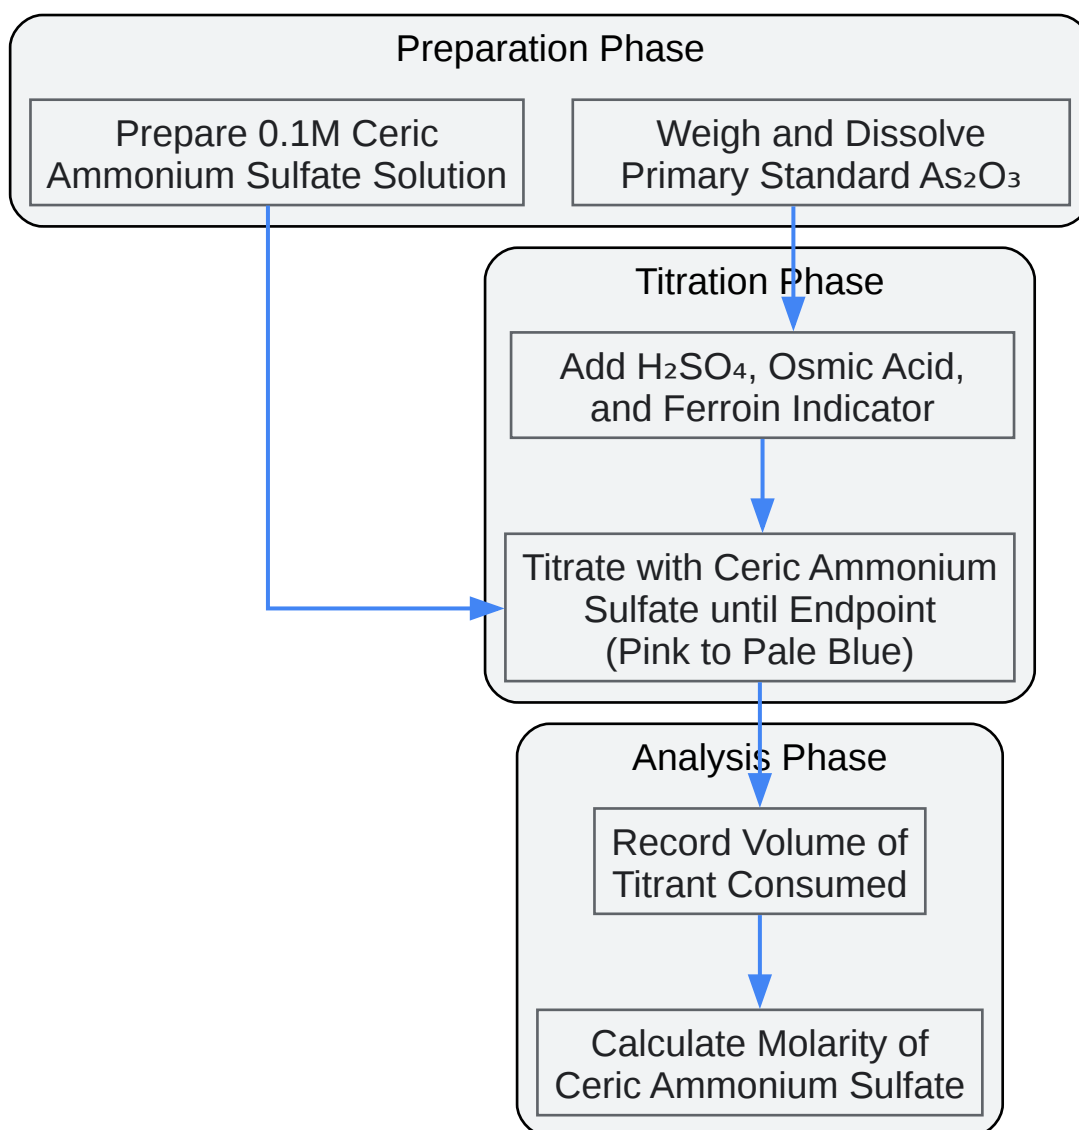 Preparation Phase
Prepare 0.1M Ceric
Ammonium Sulfate Solution
Weigh and Dissolve
Primary Standard As₂O₃
Titration Phase
Add H₂SO₄, Osmic Acid,
and Ferroin Indicator
Titrate with Ceric Ammonium
Sulfate until Endpoint
(Pink to Pale Blue)
Analysis Phase
Record Volume of
Titrant Consumed
Calculate Molarity of
Ceric Ammonium Sulfate